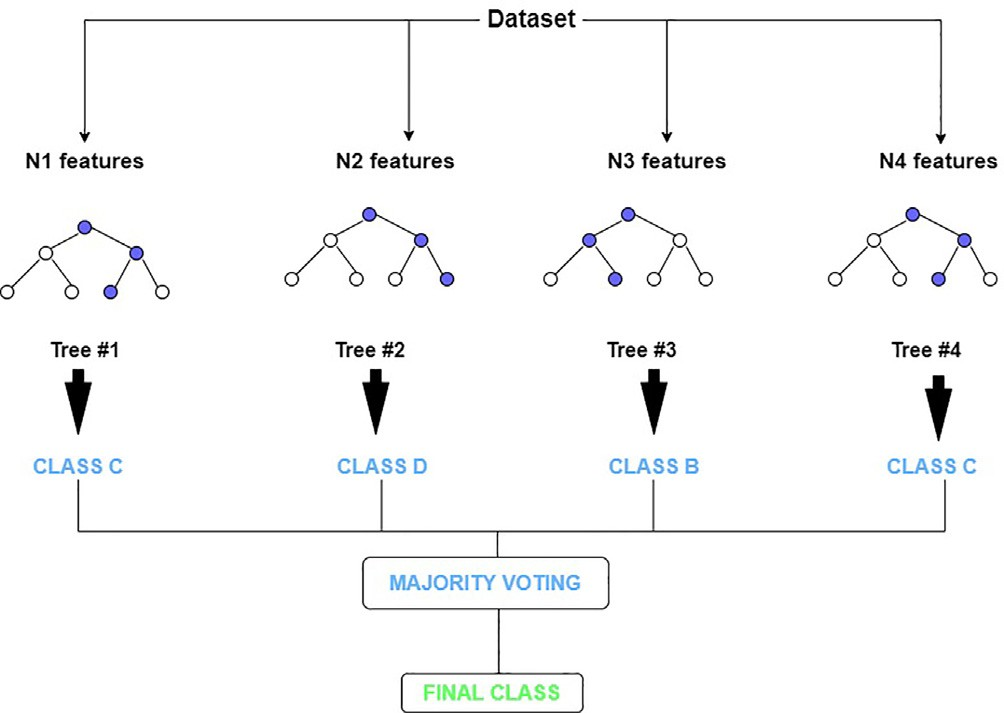 Dataset
N1 features
N2 features
N3 features
N4 features
Tree #1
Tree #2
Tree #3
Tree #4
CLASS C
CLASS D
CLASS B
CLASS C
MAJORITY VOTING
FINAL CLASS